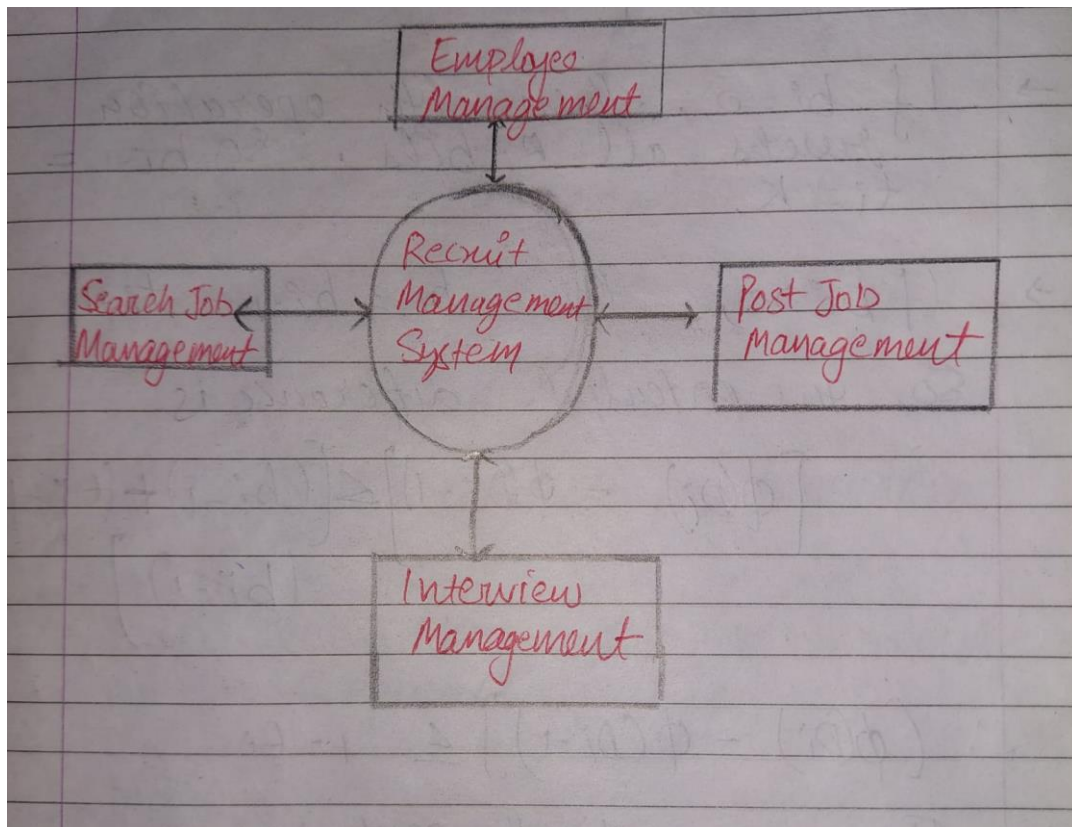 Employee
Management
Recruit
Management
System
Search Job
Management
Post Job
Management
Interview
Management